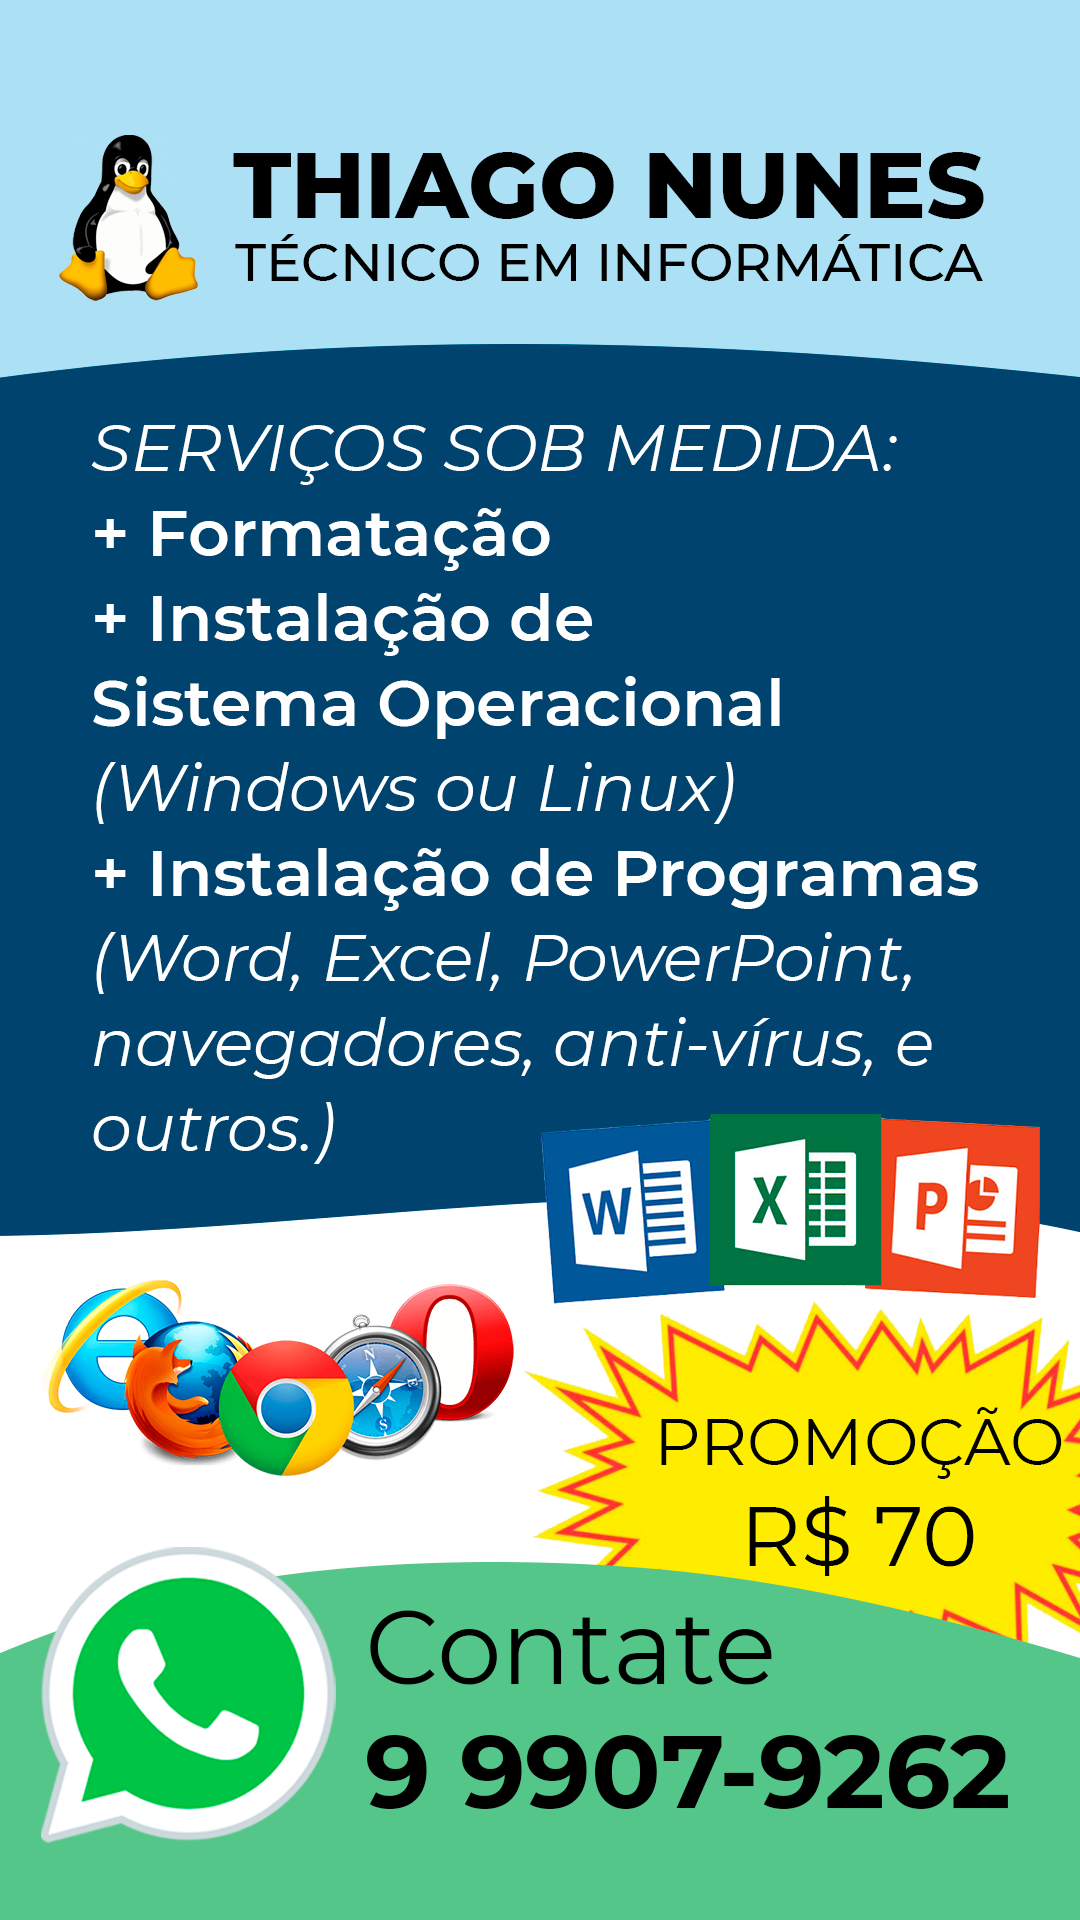 THIAGO NUNES
TÉCNICO EM INFORMÁTICA
SERVIÇOS SOB MEDIDA:
+ Formatação
+ Instalação de
Sistema Operacional
(Windows ou Linux)
+ Instalação de Programas
(Word, Excel, PowerPoint,
navegadores, anti-vírus, e
outros.)
W
X
P
N
E
S
PROMOÇÃO
R$ 70
Contate
9 9907-9262